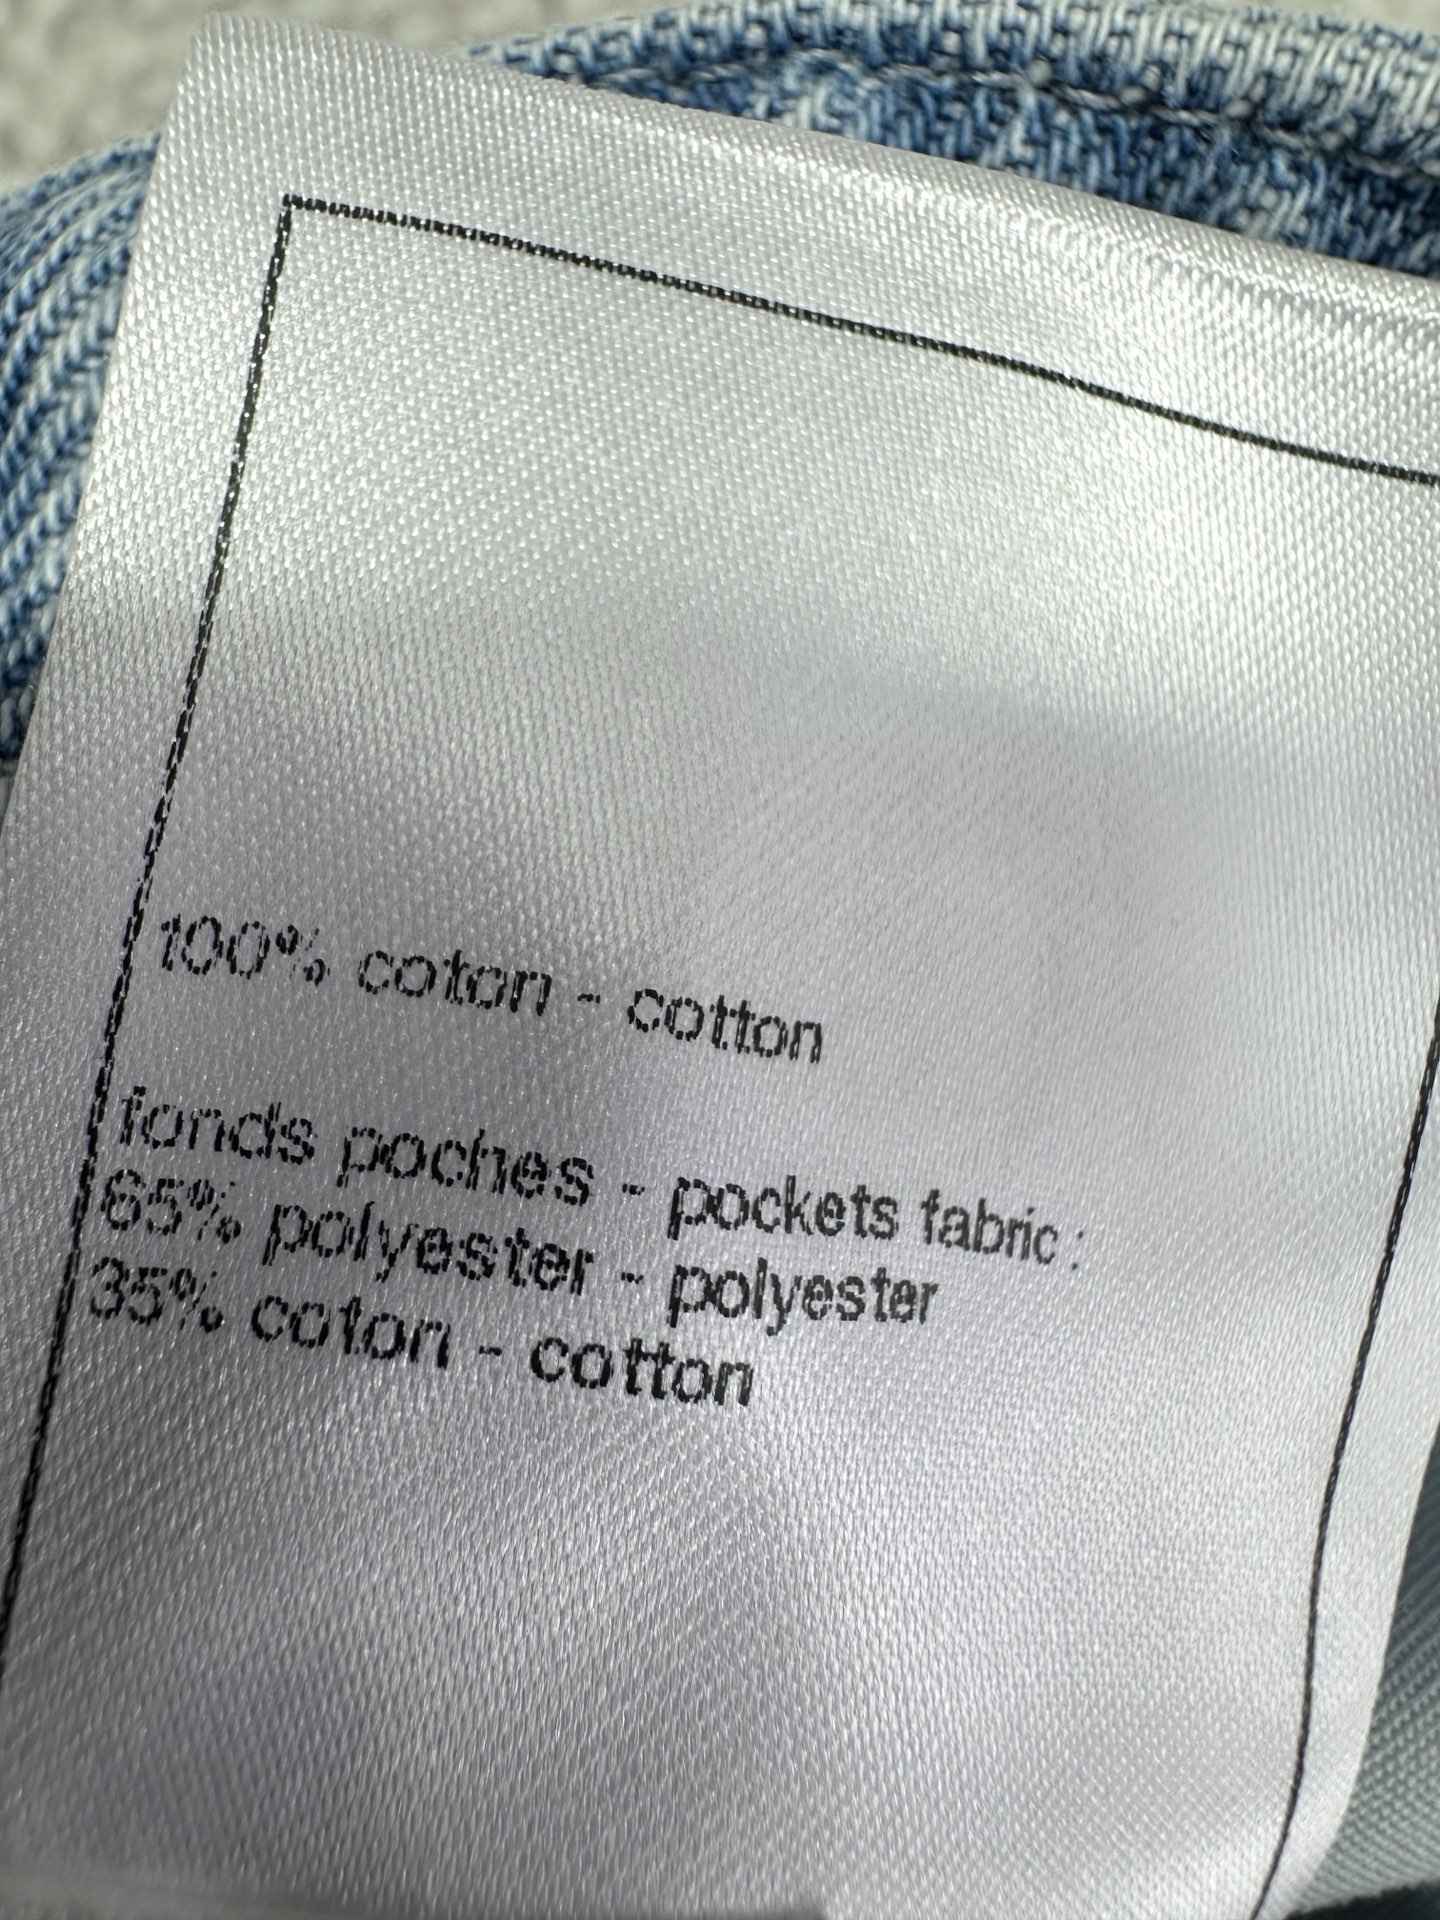 100% coton - cotton
fonds poches - pockets fabric :
65% polyester - polyester
35% coton - cotton